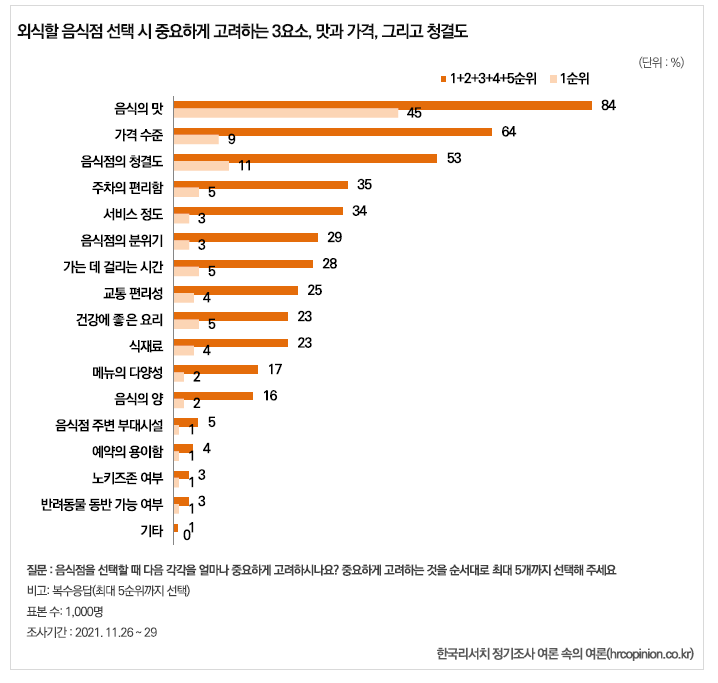 외식할 음식점 선택 시 중요하게 고려하는 3요소, 맛과 가격, 그리고 청결도
(단위 : %)
1+2+3+4+5순위 1순위
음식의 맛 84
45
가격 수준 64
9
음식점의 청결도 53
11
주차의 편리함 35
5
서비스 정도 34
3
음식점의 분위기 29
3
가는 데 걸리는 시간 28
5
교통 편리성 25
4
건강에 좋은 요리 23
5
식재료 23
4
메뉴의 다양성 17
2
음식의 양 16
2
음식점 주변 부대시설 5
1
예약의 용이함 4
1
노키즈존 여부 3
1
반려동물 동반 가능 여부 3
1
기타 1
0
질문 : 음식점을 선택할 때 다음 각각을 얼마나 중요하게 고려하시나요? 중요하게 고려하는 것을 순서대로 최대 5개까지 선택해 주세요
비고: 복수응답(최대 5순위까지 선택)
표본 수: 1,000명
조사기간 : 2021. 11.26 ~ 29
한국리서치 정기조사 여론 속의 여론(hrcopinion.co.kr)